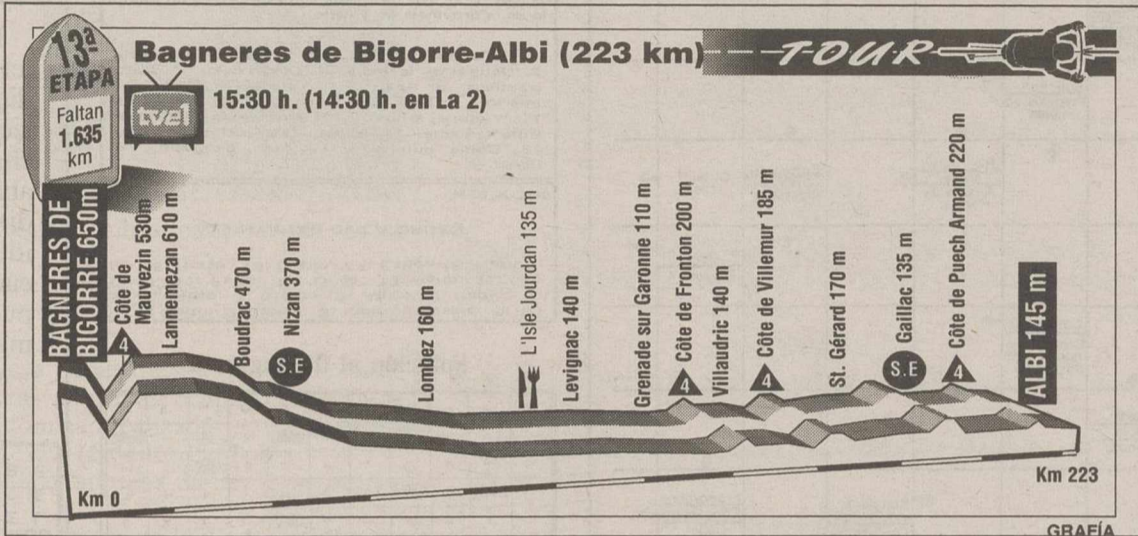 13ª
ETAPA
Faltan
1.635
km
Bagneres de Bigorre-Albi (223 km)
TOUR
tve1
15:30 h. (14:30 h. en La 2)
BAGNERES DE
BIGORRE 650m
4
Côte de
Mauvezin 530m
Lannemezan 610 m
Boudrac 470 m
S.E
Nizan 370 m
Lombez 160 m
L'Isle Jourdan 135 m
Levignac 140 m
Grenade sur Garonne 110 m
4
Côte de Fronton 200 m
Villaudric 140 m
4
Côte de Villemur 185 m
St. Gérard 170 m
S.E
Gaillac 135 m
4
Côte de Puech Armand 220 m
ALBI 145 m
Km 0
Km 223
GRAFÍA